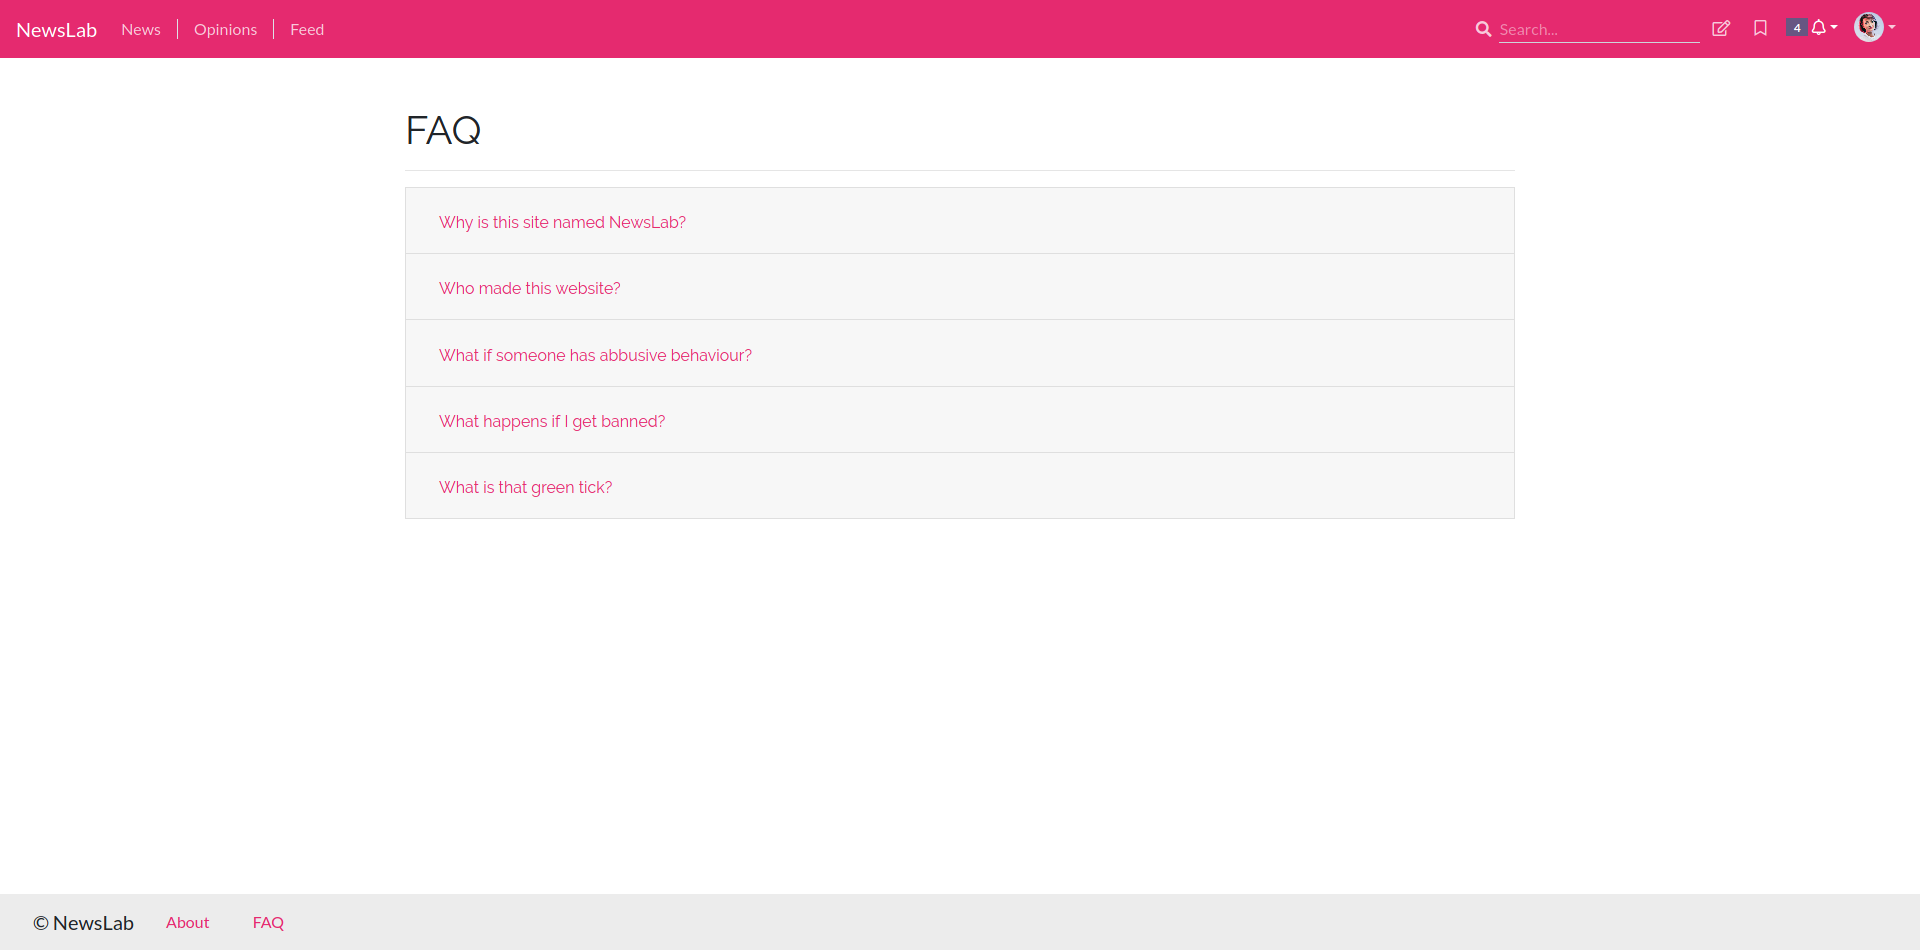 NewsLab News Opinions Feed Search... 4
FAQ
Why is this site named NewsLab?
Who made this website?
What if someone has abbusive behaviour?
What happens if I get banned?
What is that green tick?
© NewsLab About FAQ